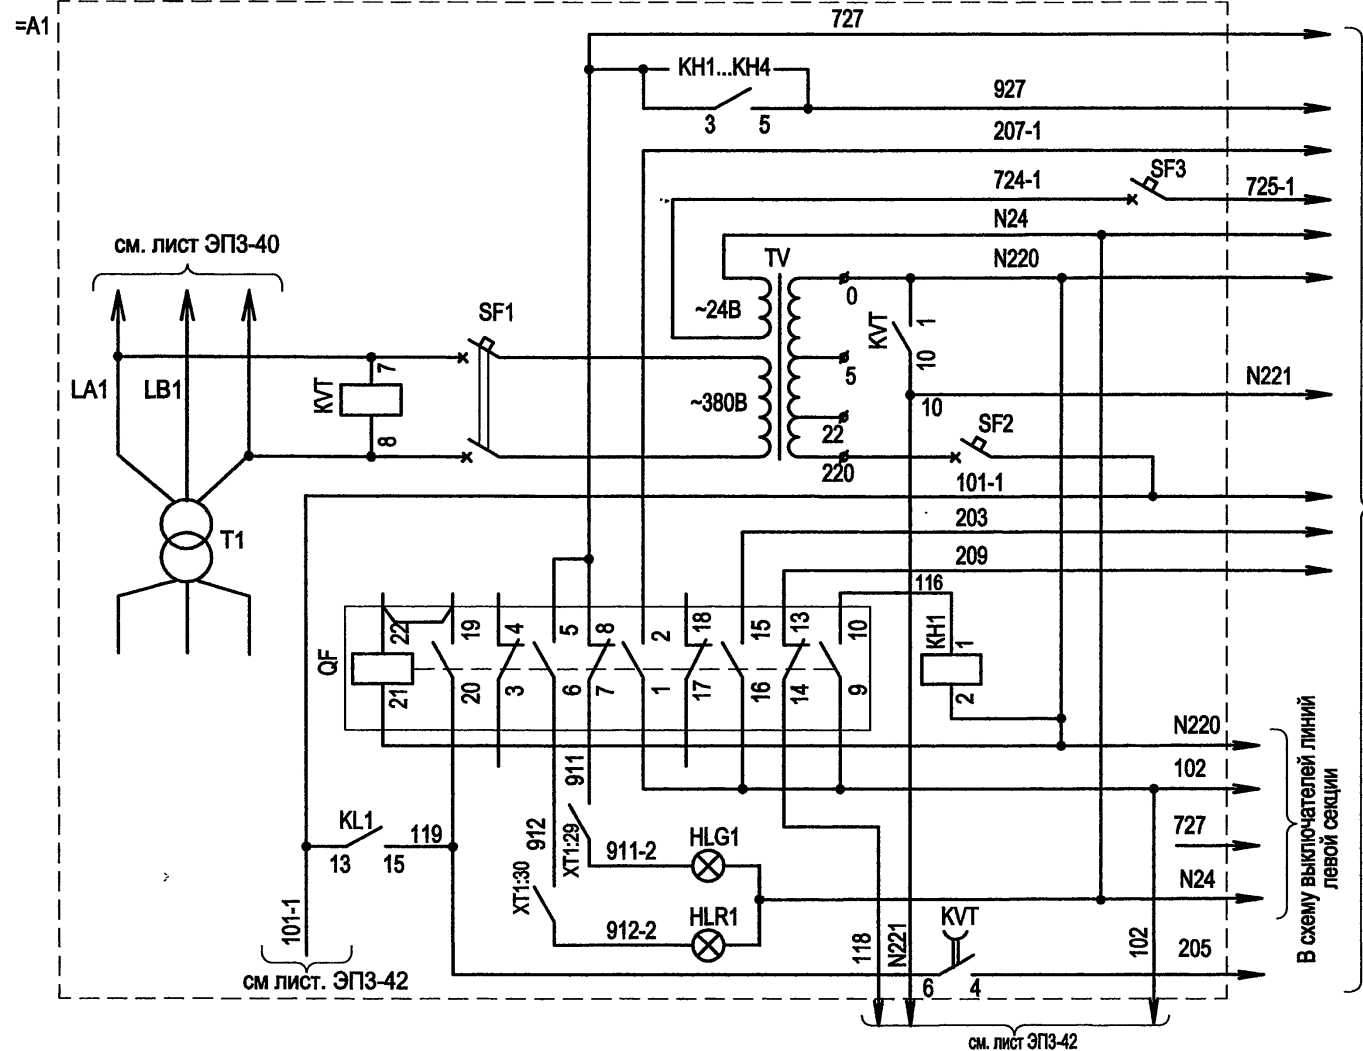 =A1
727
KH1...KH4
3 5
927
207-1
724-1
SF3
725-1
N24
N220
см. лист ЭПЗ-40
TV
0
~24В
SF1
KVT
1
10
KVT
7
8
LA1
LB1
5
~380В
10
N221
22
SF2
220
101-1
T1
203
209
116
QF
22
19
4
5
8
2
18
15
13
10
21
20
3
6
7
1
17
16
14
9
KH1
1
2
N220
911
102
KL1
119
13 15
912
XT1:29
XT1:30
911-2
HLG1
727
N24
912-2
HLR1
KVT
6 4
205
101-1
см лист. ЭПЗ-42
118
N221
102
см. лист ЭПЗ-42
В схему выключателей линий
левой секции